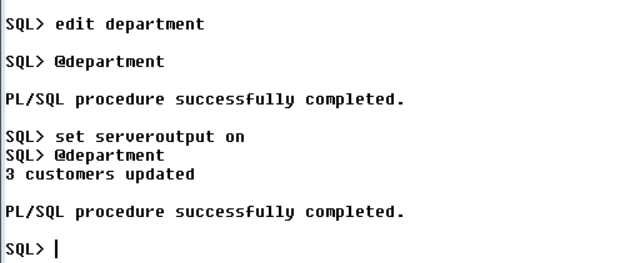 SQL> edit department
SQL> @department
PL/SQL procedure successfully completed.
SQL> set serveroutput on
SQL> @department
3 customers updated
PL/SQL procedure successfully completed.
SQL>